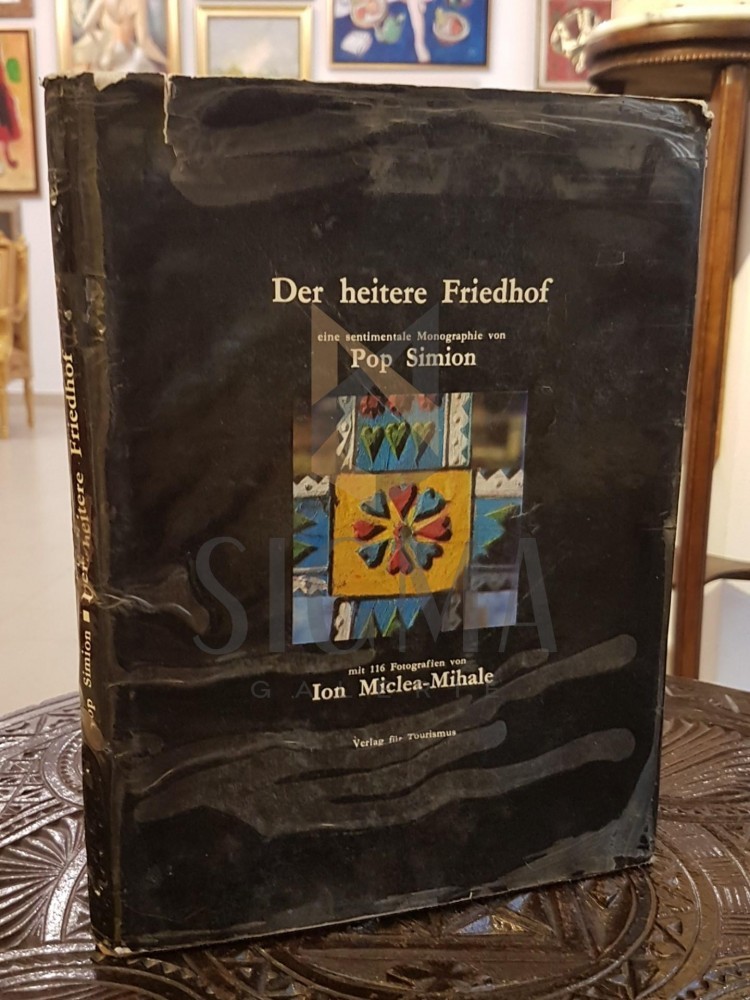 Der heitere Friedhof
eine sentimentale Monographie von
Pop Simion
mit 116 Fotografien von
Ion Miclea-Mihale
Verlag für Tourismus
Pop Simion ■ Der heitere Friedhof
SIGMA
GALERIE